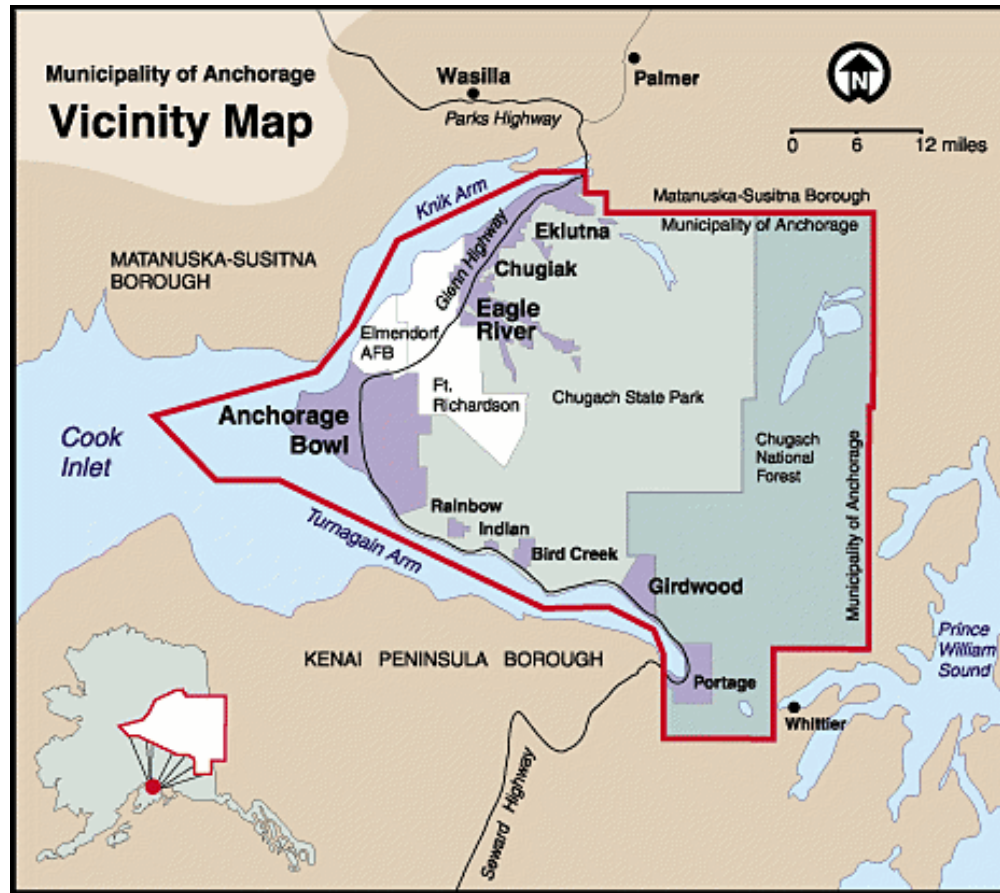 Municipality of Anchorage
Vicinity Map
Wasilla
Palmer
Parks Highway
N
0 6 12 miles
Knik Arm
Matanuska-Susitna Borough
Municipality of Anchorage
MATANUSKA-SUSITNA
BOROUGH
Glenn Highway
Eklutna
Chugiak
Eagle
River
Elmendorf
AFB
Ft.
Richardson
Chugach State Park
Anchorage
Bowl
Cook
Inlet
Chugach
National
Forest
Municipality of Anchorage
Rainbow
Indian
Bird Creek
Turnagain Arm
Girdwood
Prince
William
Sound
KENAI PENINSULA BOROUGH
Portage
Whittier
Seward Highway